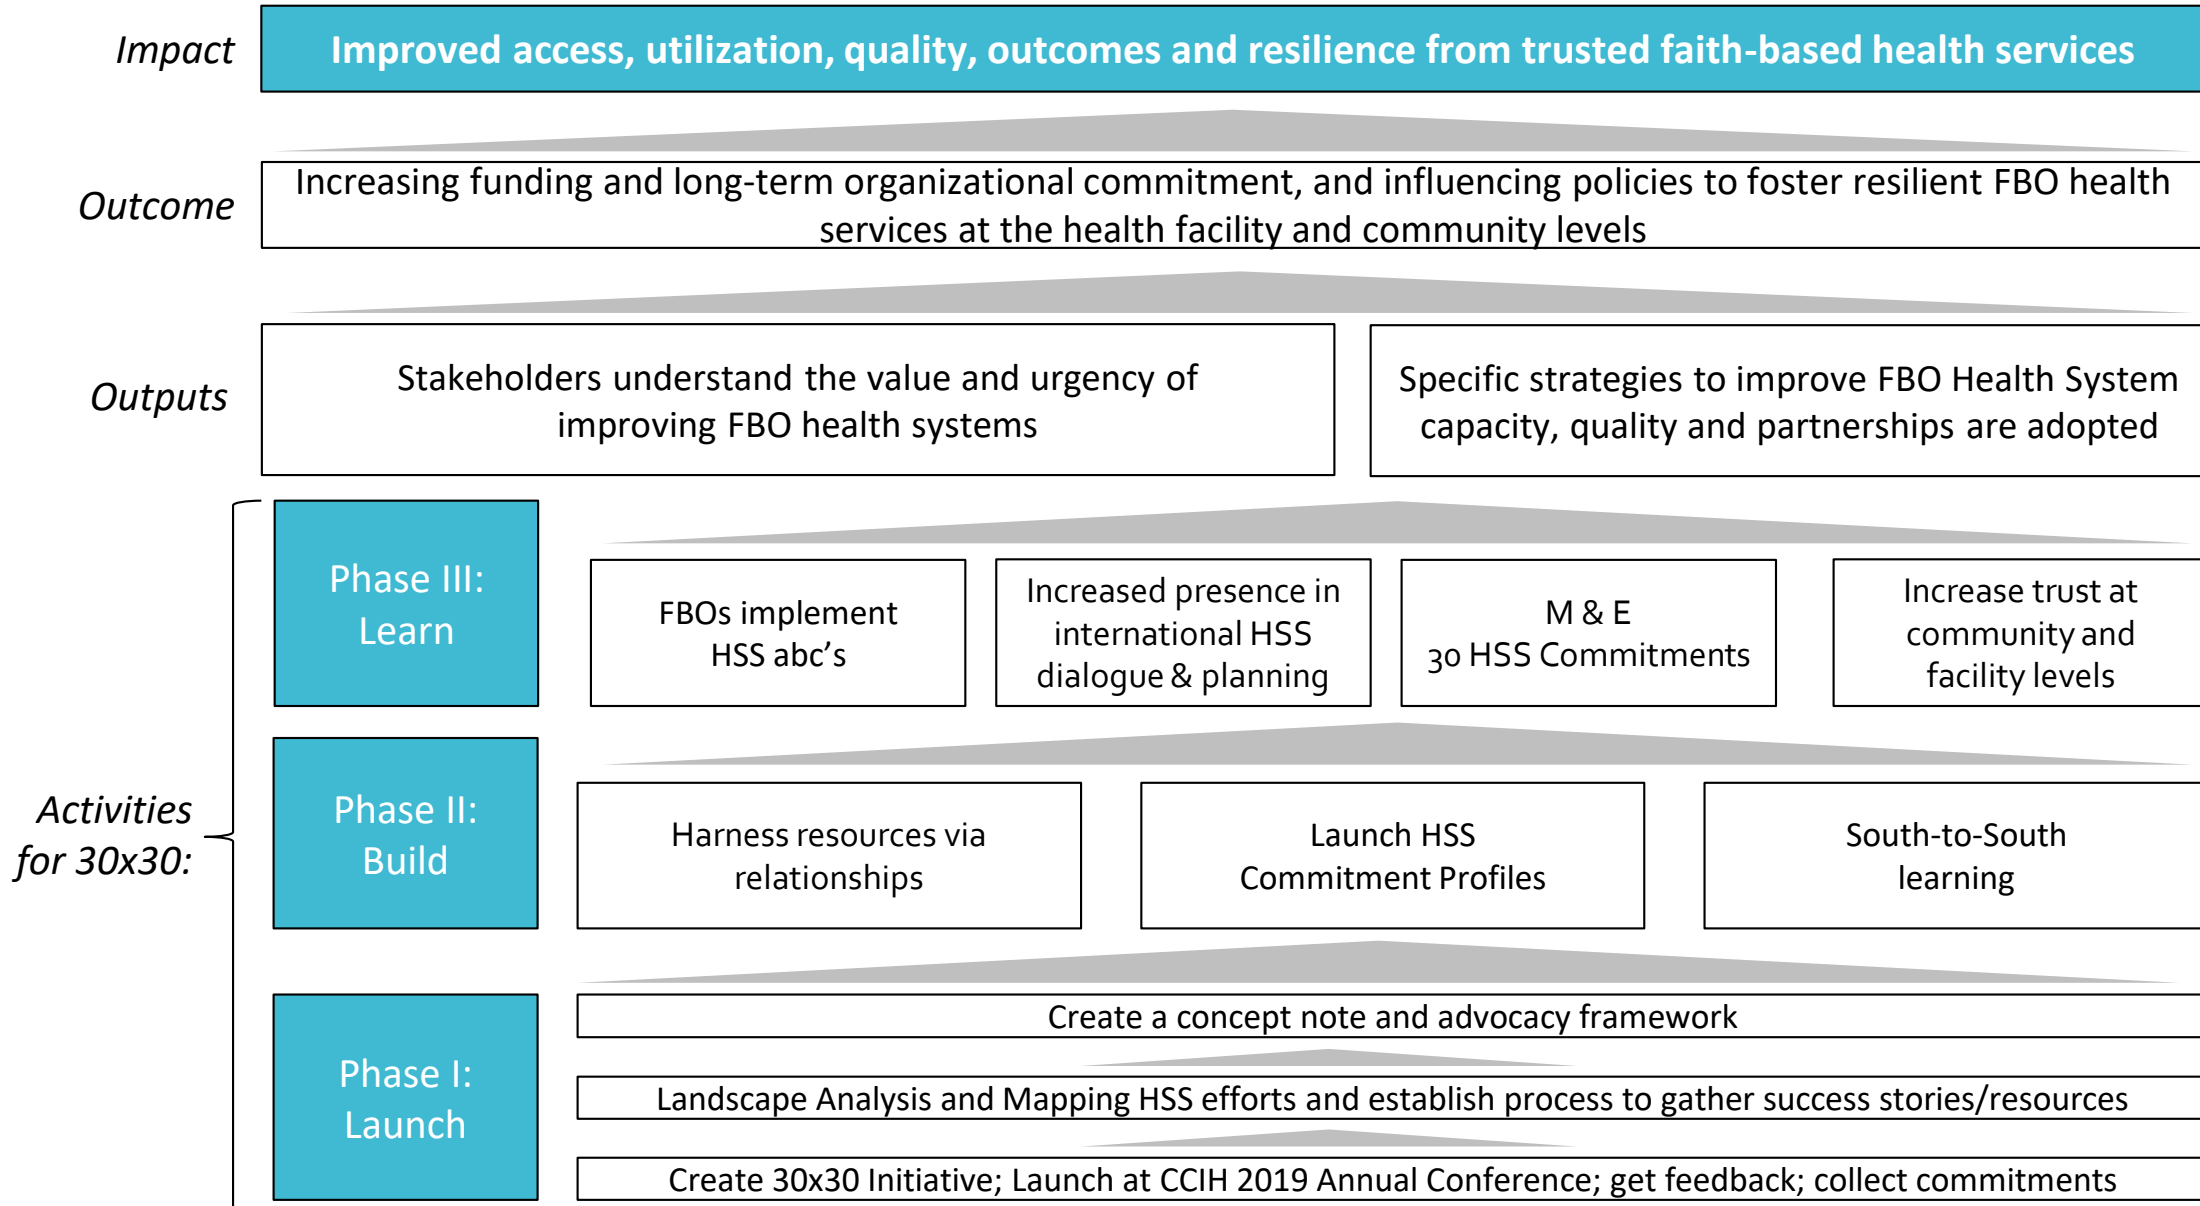 Impact
Improved access, utilization, quality, outcomes and resilience from trusted faith-based health services
Outcome
Increasing funding and long-term organizational commitment, and influencing policies to foster resilient FBO health
services at the health facility and community levels
Outputs
Stakeholders understand the value and urgency of
improving FBO health systems
Specific strategies to improve FBO Health System
capacity, quality and partnerships are adopted
Activities
for 30x30:
Phase III:
Learn
FBOs implement
HSS abc's
Increased presence in
international HSS
dialogue & planning
M & E
30 HSS Commitments
Increase trust at
community and
facility levels
Phase II:
Build
Harness resources via
relationships
Launch HSS
Commitment Profiles
South-to-South
learning
Phase I:
Launch
Create a concept note and advocacy framework
Landscape Analysis and Mapping HSS efforts and establish process to gather success stories/resources
Create 30x30 Initiative; Launch at CCIH 2019 Annual Conference; get feedback; collect commitments